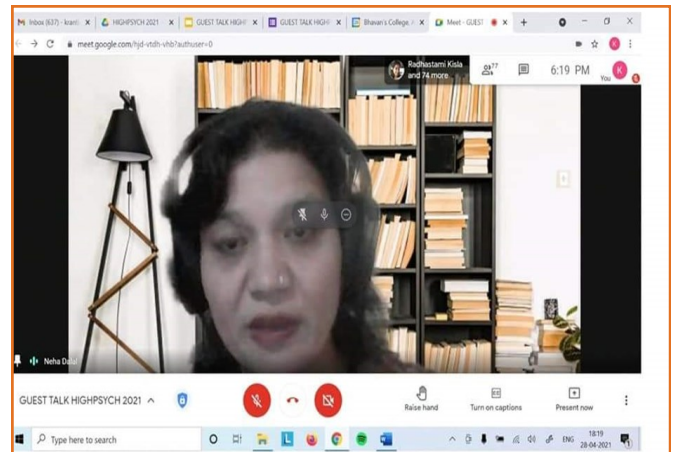 Inbox (637) - krant
HIGHPSYCH 2021
GUEST TALK HIGH
GUEST TALK HIGH
Bhavan's College, A
Meet - GUEST
meet.google.com/hjd-vtdh-vhb?authuser=0
Radhastami Kisla
and 74 more
77
6:19 PM
You
K
Neha Dalal
GUEST TALK HIGHPSYCH 2021
Raise hand
Turn on captions
Present now
Type here to search
ENG
18:19
28-04-2021